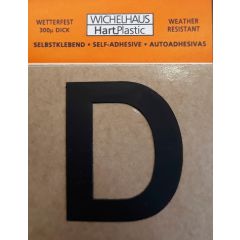 WETTERFEST
300µ DICK
WICHELHAUS
HartPlastic
WEATHER
RESISTANT
SELBSTKLEBEND • SELF-ADHESIVE • AUTOADHESIVAS
D